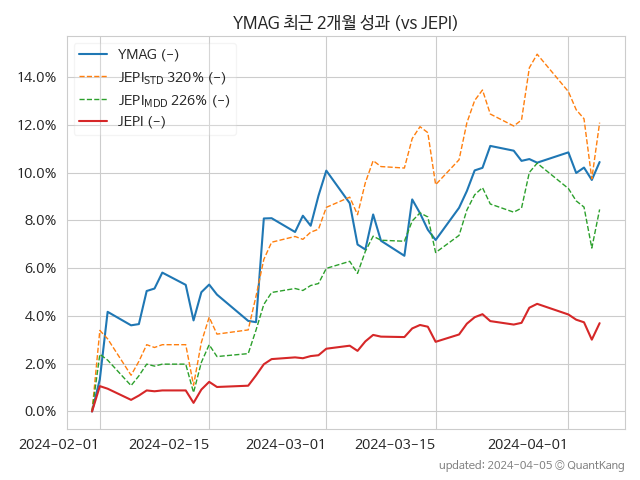 YMAG 최근 2개월 성과 (vs JEPI)
YMAG (-)
JEPI_STD 320% (-)
JEPI_MDD 226% (-)
JEPI (-)
14.0%
12.0%
10.0%
8.0%
6.0%
4.0%
2.0%
0.0%
2024-02-01 2024-02-15 2024-03-01 2024-03-15 2024-04-01
updated: 2024-04-05 © QuantKang